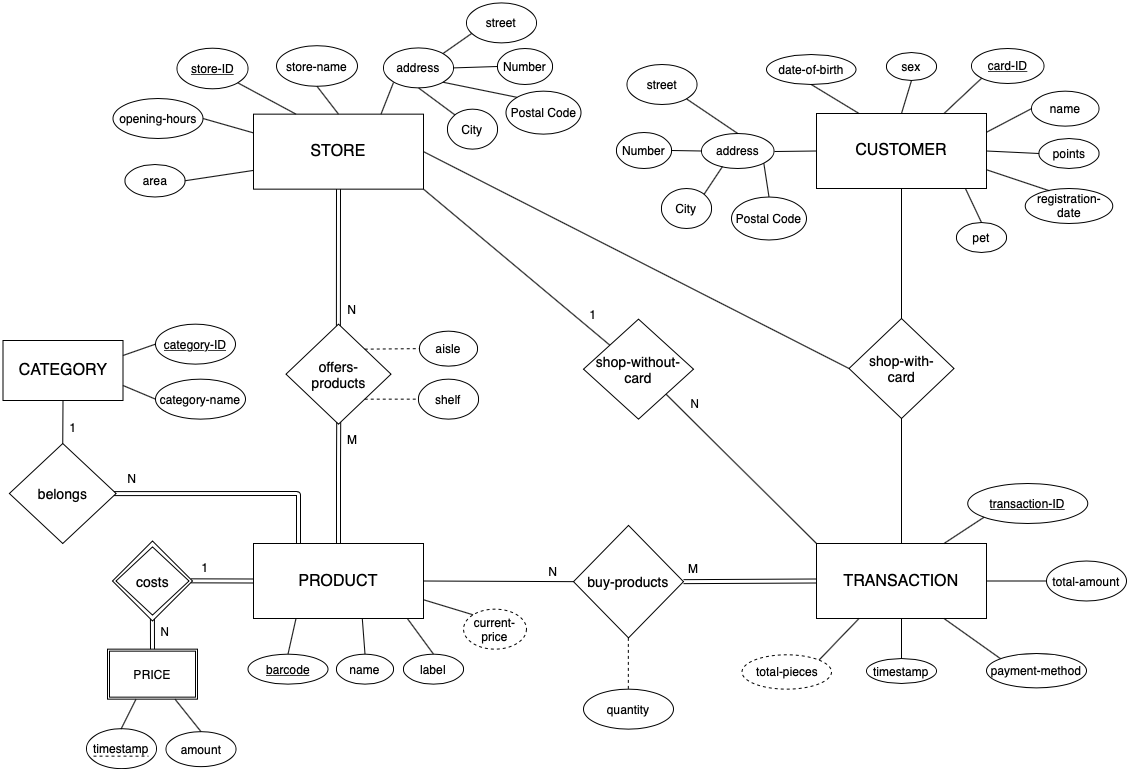 street
store-ID
store-name
address
Number
Postal Code
City
opening-hours
area
STORE
date-of-birth
sex
card-ID
street
name
Number
address
CUSTOMER
points
City
Postal Code
registration-
date
pet
N
1
category-ID
CATEGORY
category-name
offers-
products
aisle
shelf
shop-without-
card
shop-with-
card
1
M
N
belongs
N
transaction-ID
costs
1
PRODUCT
N
buy-products
M
TRANSACTION
total-amount
N
current-
price
PRICE
barcode
name
label
total-pieces
timestamp
payment-method
quantity
timestamp
amount